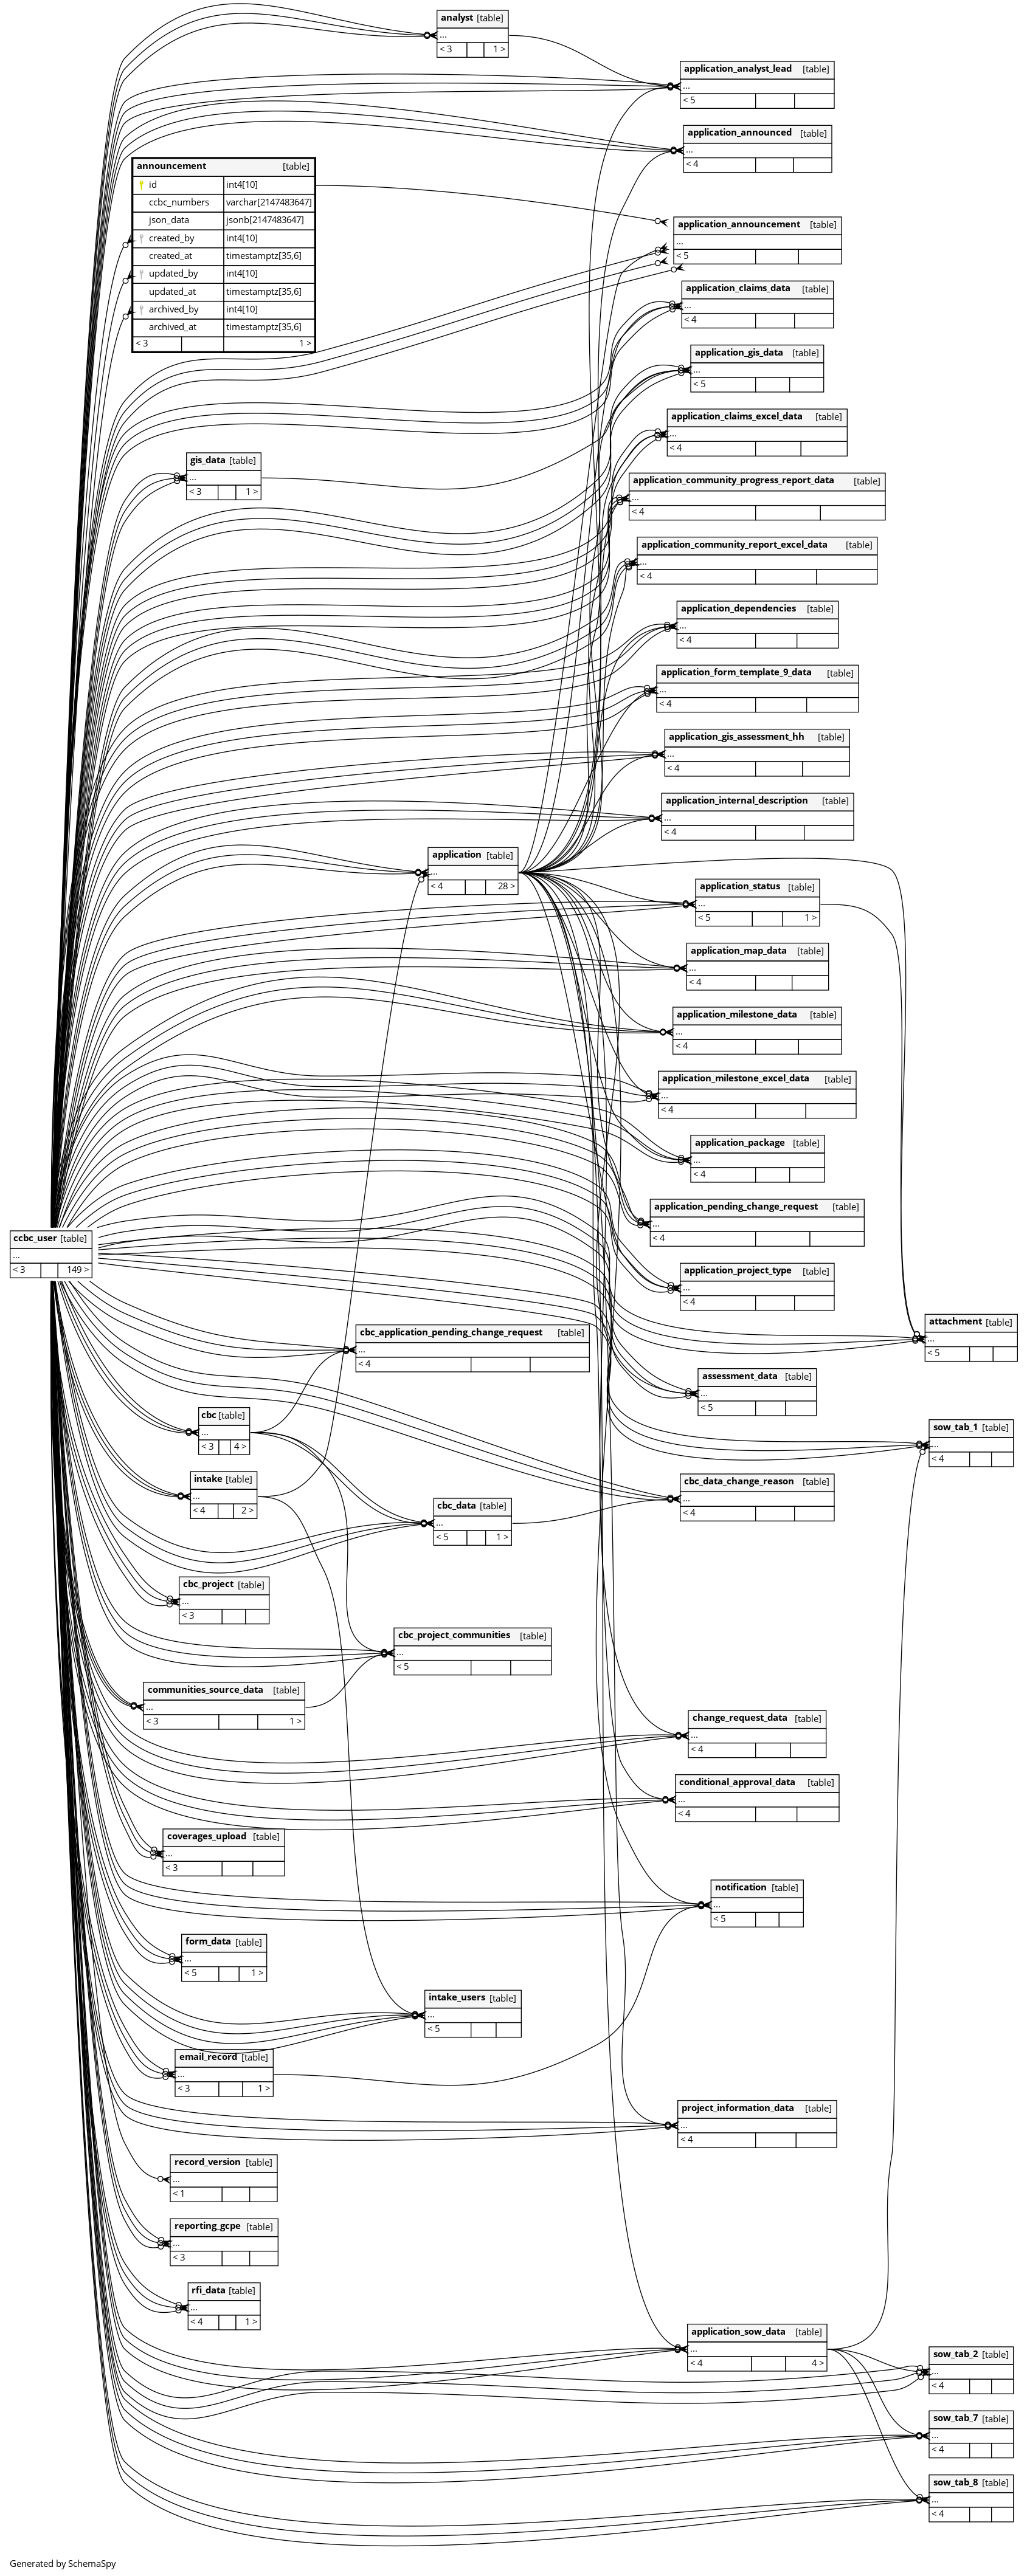 analyst [table]
...
< 3 1 >
application_analyst_lead [table]
...
< 5
application_announced [table]
...
< 4
announcement [table]
id int4[10]
ccbc_numbers varchar[2147483647]
json_data jsonb[2147483647]
created_by int4[10]
created_at timestamptz[35,6]
updated_by int4[10]
updated_at timestamptz[35,6]
archived_by int4[10]
archived_at timestamptz[35,6]
< 3 1 >
application_announcement [table]
...
< 5
application_claims_data [table]
...
< 4
application_gis_data [table]
...
< 5
application_claims_excel_data [table]
...
< 4
gis_data [table]
...
< 3 1 >
application_community_progress_report_data [table]
...
< 4
application_community_report_excel_data [table]
...
< 4
application_dependencies [table]
...
< 4
application_form_template_9_data [table]
...
< 4
application_gis_assessment_hh [table]
...
< 4
application_internal_description [table]
...
< 4
application [table]
...
< 4 28 >
application_status [table]
...
< 5 1 >
application_map_data [table]
...
< 4
application_milestone_data [table]
...
< 4
application_milestone_excel_data [table]
...
< 4
application_package [table]
...
< 4
application_pending_change_request [table]
...
< 4
ccbc_user [table]
...
< 3 149 >
application_project_type [table]
...
< 4
attachment [table]
...
< 5
cbc_application_pending_change_request [table]
...
< 4
assessment_data [table]
...
< 5
cbc [table]
...
< 3 4 >
sow_tab_1 [table]
...
< 4
intake [table]
...
< 4 2 >
cbc_data_change_reason [table]
...
< 4
cbc_data [table]
...
< 5 1 >
cbc_project [table]
...
< 3
cbc_project_communities [table]
...
< 5
communities_source_data [table]
...
< 3 1 >
change_request_data [table]
...
< 4
conditional_approval_data [table]
...
< 4
coverages_upload [table]
...
< 3
notification [table]
...
< 5
form_data [table]
...
< 5 1 >
intake_users [table]
...
< 5
email_record [table]
...
< 3 1 >
project_information_data [table]
...
< 4
record_version [table]
...
< 1
reporting_gcpe [table]
...
< 3
rfi_data [table]
...
< 4 1 >
application_sow_data [table]
...
< 4 4 >
sow_tab_2 [table]
...
< 4
sow_tab_7 [table]
...
< 4
sow_tab_8 [table]
...
< 4
Generated by SchemaSpy